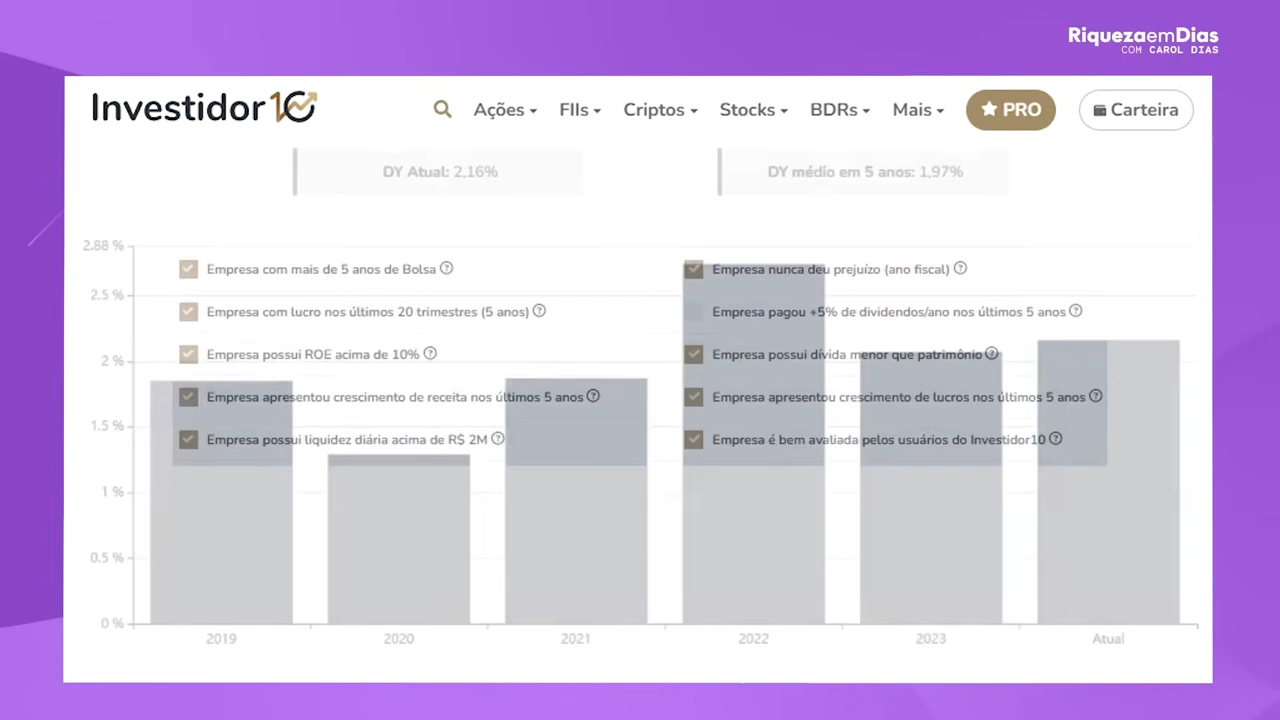 RiquezaemDias
COM CAROL DIAS
Investidor 10
Ações
FIIs
Criptos
Stocks
BDRs
Mais
PRO
Carteira
DY Atual: 2,16%
DY médio em 5 anos: 1,97%
2.88 %
2.5 %
2 %
1.5 %
1 %
0.5 %
0 %
Empresa com mais de 5 anos de Bolsa
Empresa nunca deu prejuízo (ano fiscal)
Empresa com lucro nos últimos 20 trimestres (5 anos)
Empresa pagou +5% de dividendos/ano nos últimos 5 anos
Empresa possui ROE acima de 10%
Empresa possui dívida menor que patrimônio
Empresa apresentou crescimento de receita nos últimos 5 anos
Empresa apresentou crescimento de lucros nos últimos 5 anos
Empresa possui liquidez diária acima de R$ 2M
Empresa é bem avaliada pelos usuários do Investidor10
2019
2020
2021
2022
2023
Atual